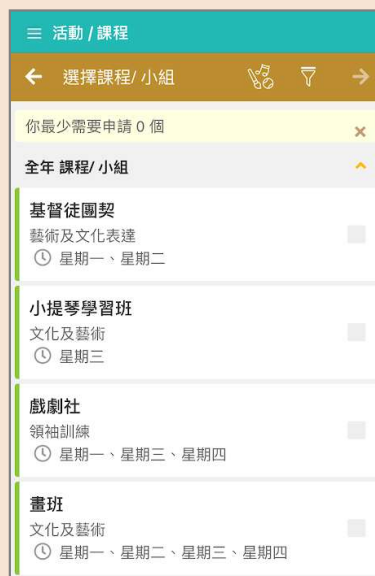 活動 / 課程
選擇課程/ 小組
你最少需要申請 0 個
全年 課程/ 小組
基督徒團契
藝術及文化表達
星期一、星期二
小提琴學習班
文化及藝術
星期三
戲劇社
領袖訓練
星期一、星期三、星期四
畫班
文化及藝術
星期一、星期二、星期三、星期四